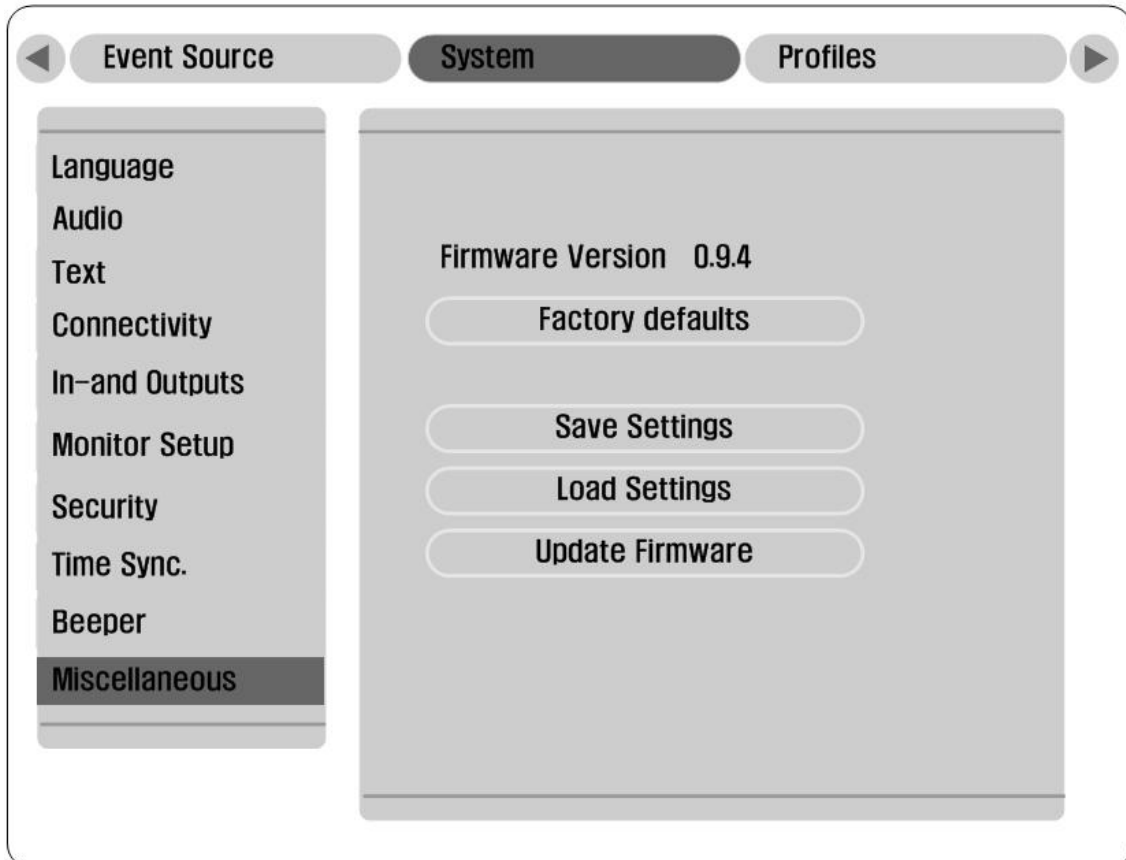 Event Source
System
Profiles
Language
Audio
Text
Connectivity
In-and Outputs
Monitor Setup
Security
Time Sync.
Beeper
Miscellaneous
Firmware Version 0.9.4
Factory defaults
Save Settings
Load Settings
Update Firmware